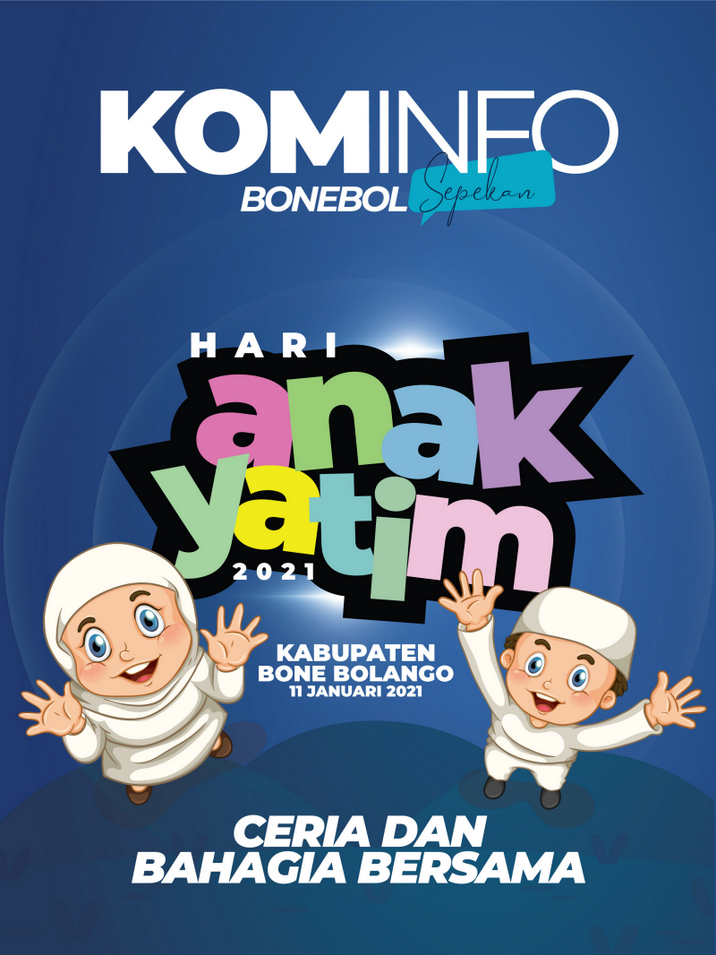 KOMINFO
BONEBOL Sepekan
HARI
anak
yatim
2021
KABUPATEN
BONE BOLANGO
11 JANUARI 2021
CERIA DAN
BAHAGIA BERSAMA